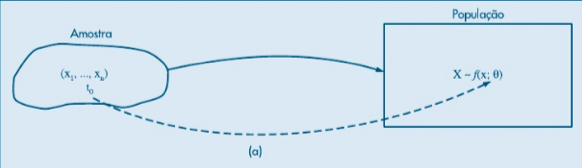 População
Amostra
(x₁, ..., xₙ)
t₀
X ~ f(x; θ)
(a)